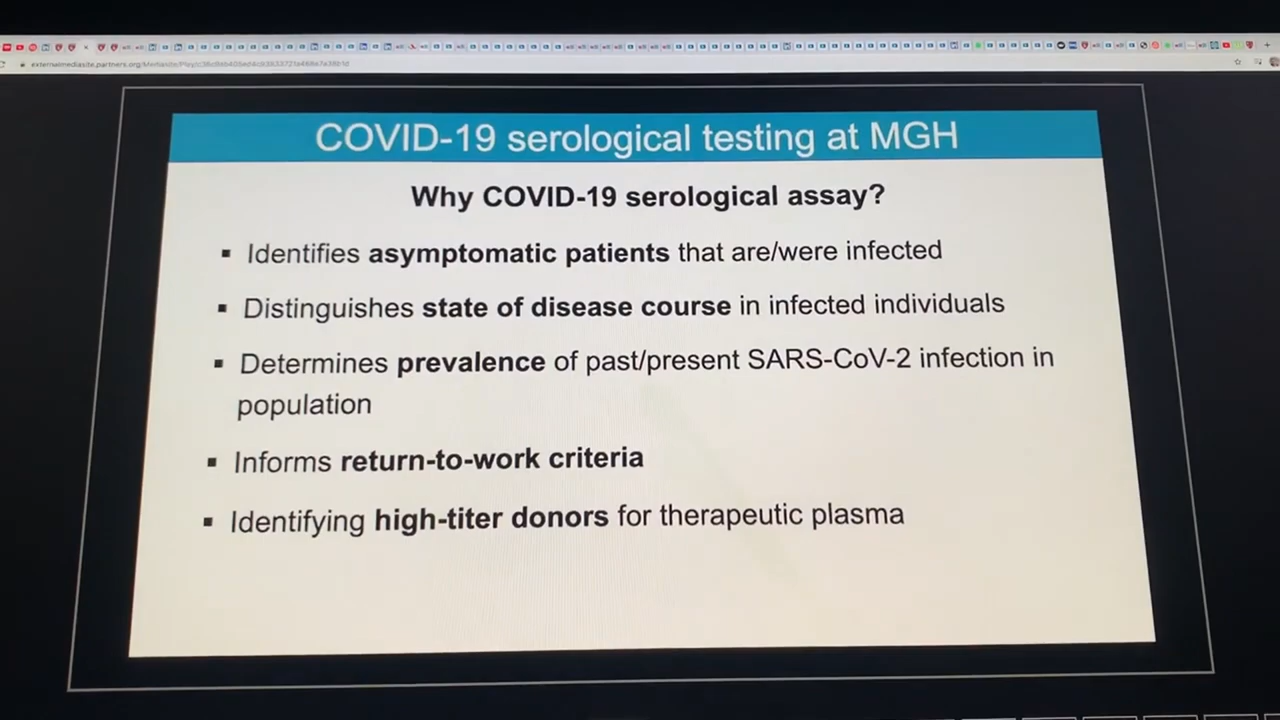 COVID-19 serological testing at MGH
Why COVID-19 serological assay?
▪ Identifies asymptomatic patients that are/were infected
▪ Distinguishes state of disease course in infected individuals
▪ Determines prevalence of past/present SARS-CoV-2 infection in
population
▪ Informs return-to-work criteria
▪ Identifying high-titer donors for therapeutic plasma